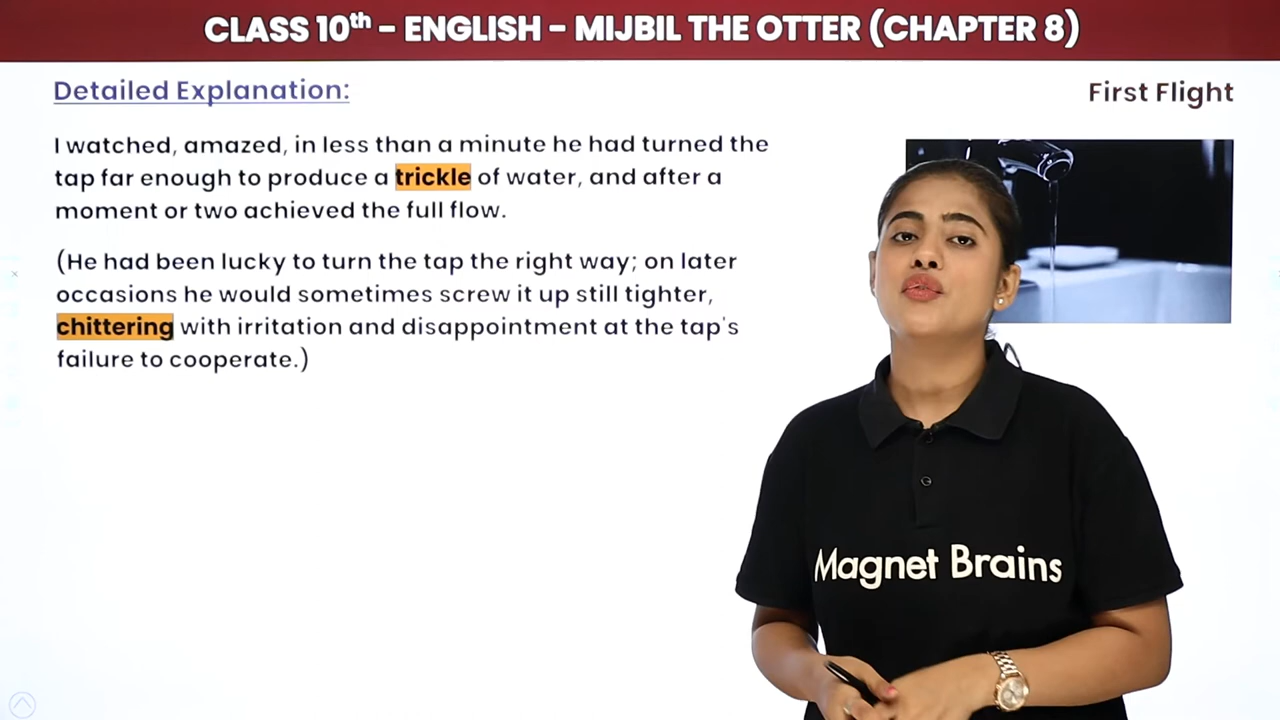 CLASS 10th - ENGLISH - MIJBIL THE OTTER (CHAPTER 8)
Detailed Explanation:
First Flight
I watched, amazed, in less than a minute he had turned the
tap far enough to produce a trickle of water, and after a
moment or two achieved the full flow.
(He had been lucky to turn the tap the right way; on later
occasions he would sometimes screw it up still tighter,
chittering with irritation and disappointment at the tap's
failure to cooperate.)
Magnet Brains